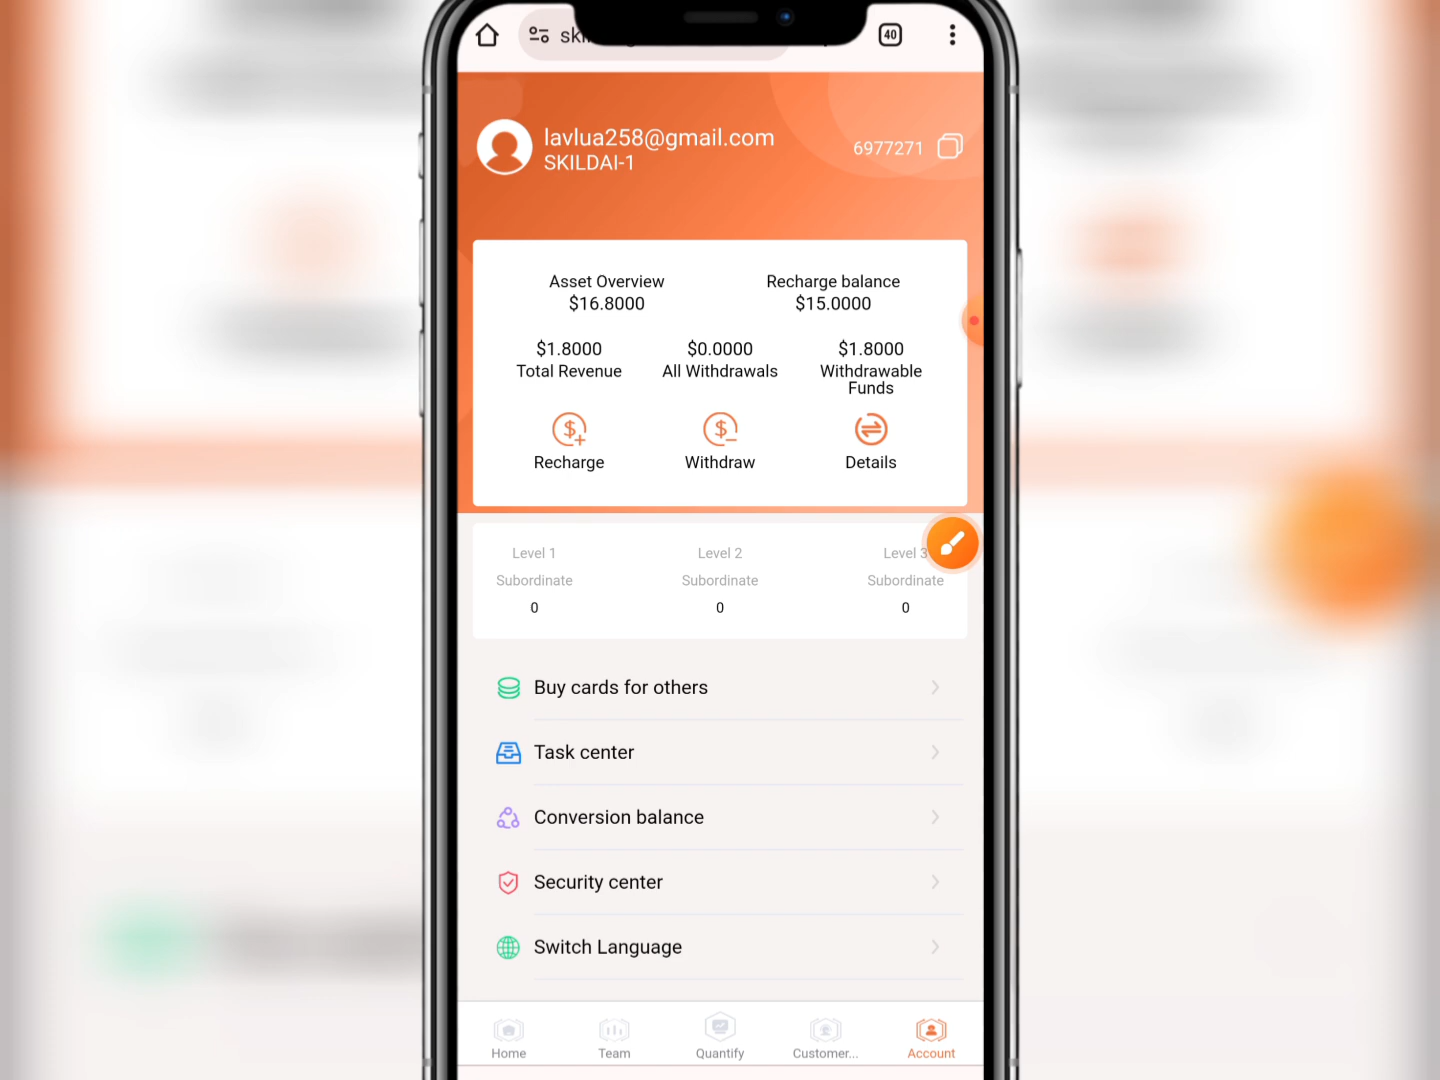 40
lavlua258@gmail.com
SKILDAI-1
6977271
Asset Overview
$16.8000
Recharge balance
$15.0000
$1.8000
Total Revenue
$0.0000
All Withdrawals
$1.8000
Withdrawable
Funds
Recharge
Withdraw
Details
Level 1
Subordinate
0
Level 2
Subordinate
0
Level 3
Subordinate
0
Buy cards for others
Task center
Conversion balance
Security center
Switch Language
Home
Team
Quantify
Customer...
Account